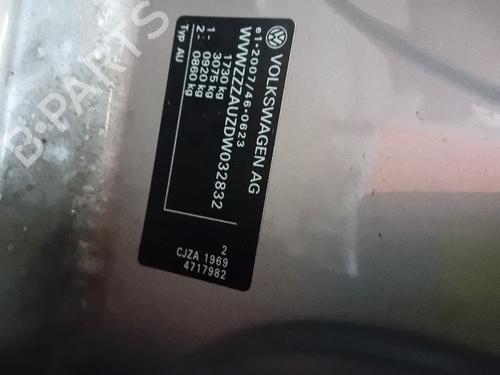 VOLKSWAGEN AG
e1*2007/46*0623
WVWZZZAUZDW032832
1730 kg
3075 kg
1: 0920 kg
2: 0860 kg
Typ AU
2
CJZA 1969
4717982
B-PARTS